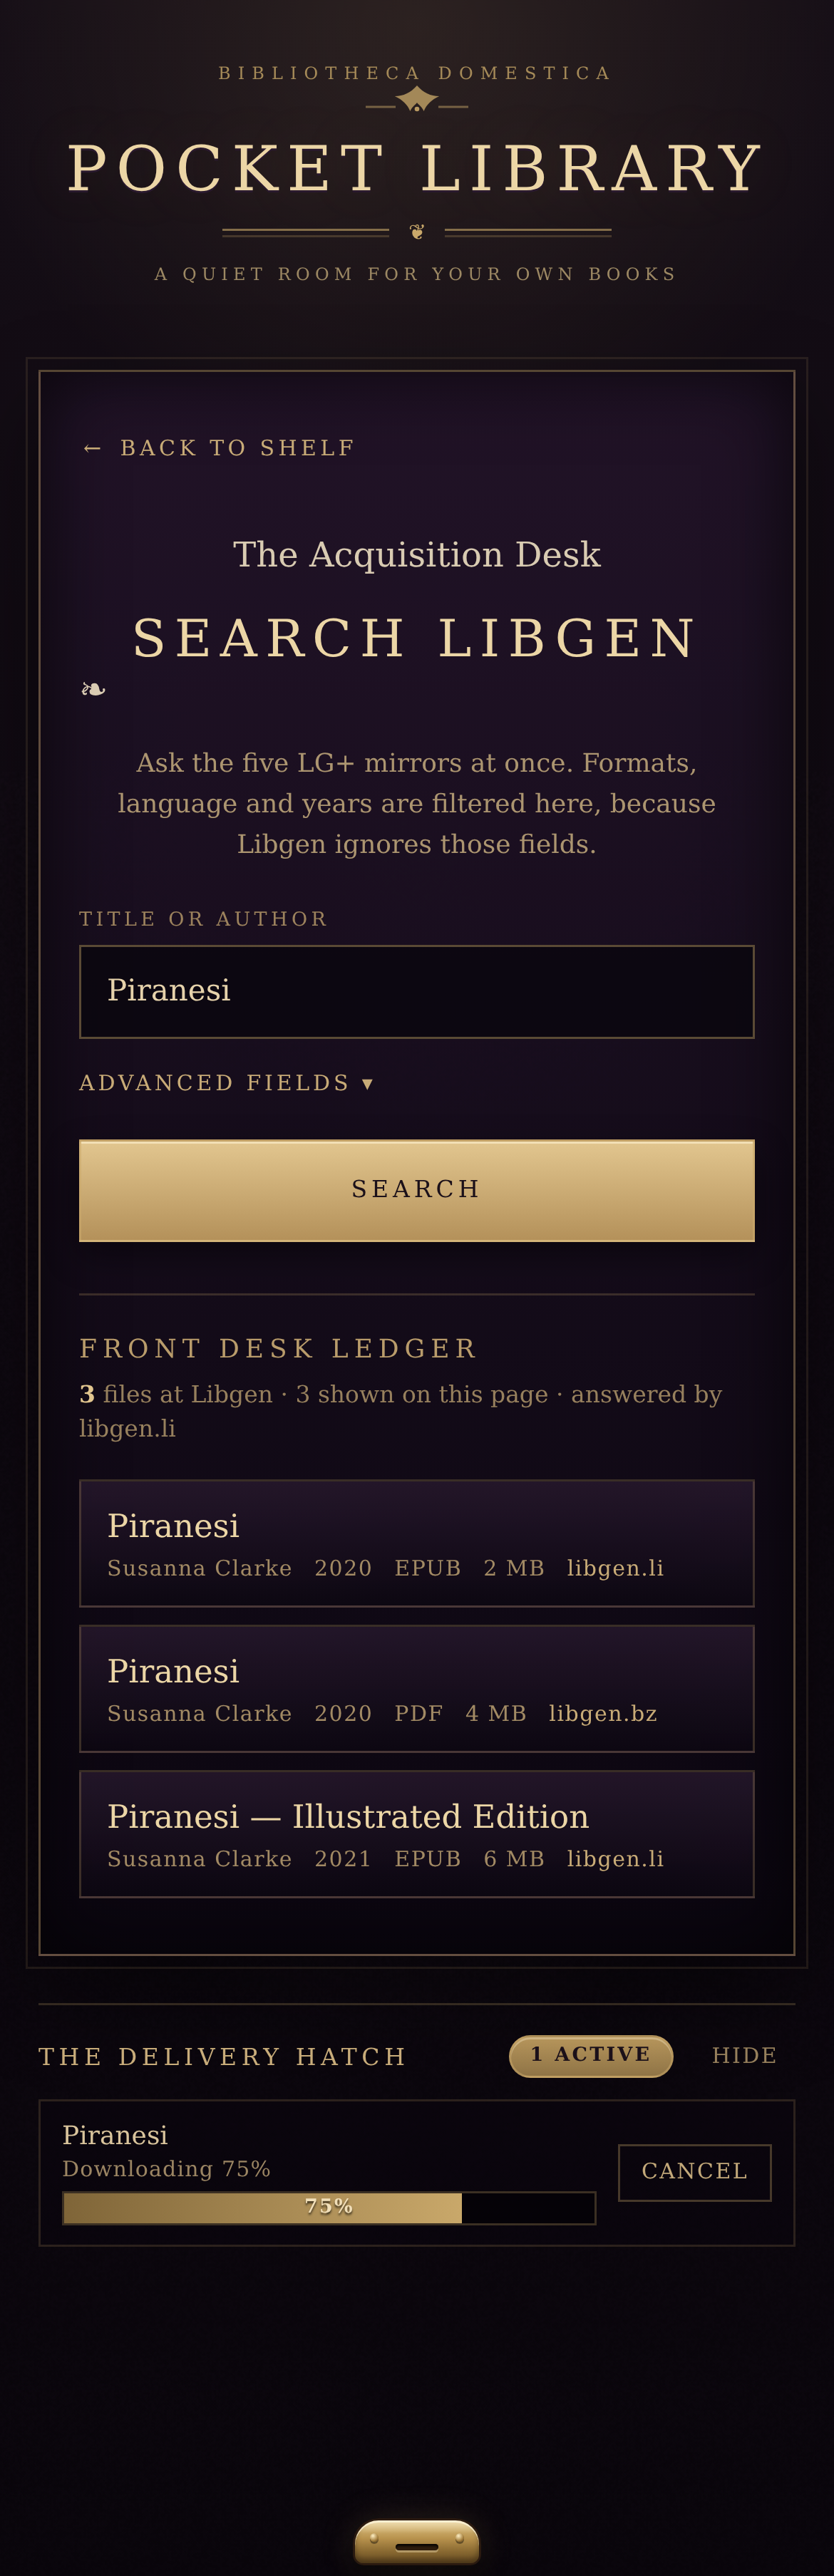 BIBLIOTHECA DOMESTICA
POCKET LIBRARY
❦
A QUIET ROOM FOR YOUR OWN BOOKS
← BACK TO SHELF
The Acquisition Desk
SEARCH LIBGEN
❧
Ask the five LG+ mirrors at once. Formats,
language and years are filtered here, because
Libgen ignores those fields.
TITLE OR AUTHOR
Piranesi
ADVANCED FIELDS ▾
SEARCH
FRONT DESK LEDGER
3 files at Libgen · 3 shown on this page · answered by
libgen.li
Piranesi
Susanna Clarke 2020 EPUB 2 MB libgen.li
Piranesi
Susanna Clarke 2020 PDF 4 MB libgen.bz
Piranesi — Illustrated Edition
Susanna Clarke 2021 EPUB 6 MB libgen.li
THE DELIVERY HATCH 1 ACTIVE HIDE
Piranesi
Downloading 75%
75%
CANCEL